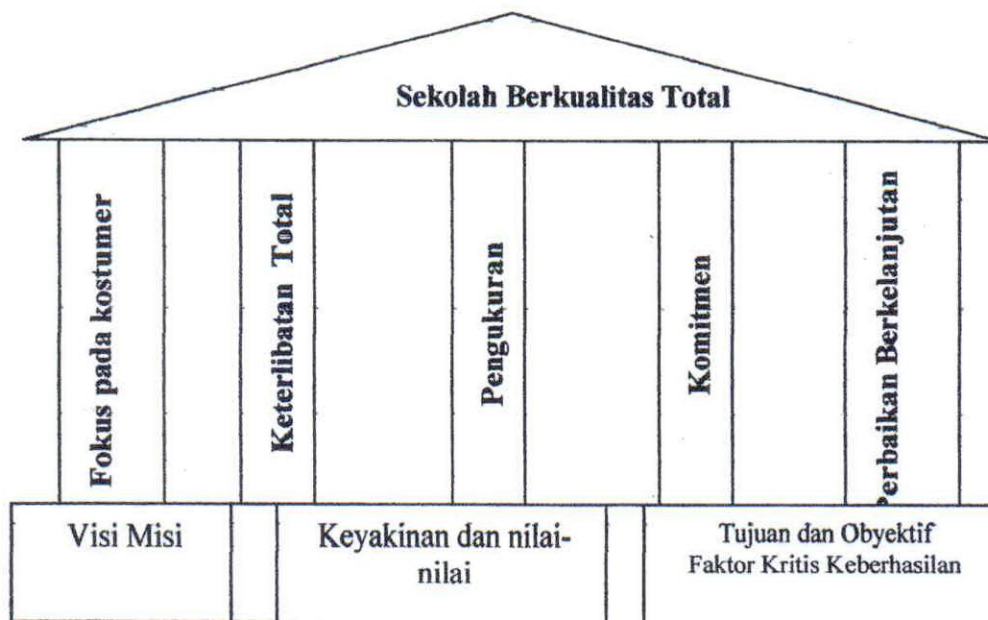 Sekolah Berkualitas Total
Fokus pada kostumer
Keterlibatan Total
Pengukuran
Komitmen
Perbaikan Berkelanjutan
Visi Misi
Keyakinan dan nilai-
nilai
Tujuan dan Obyektif
Faktor Kritis Keberhasilan